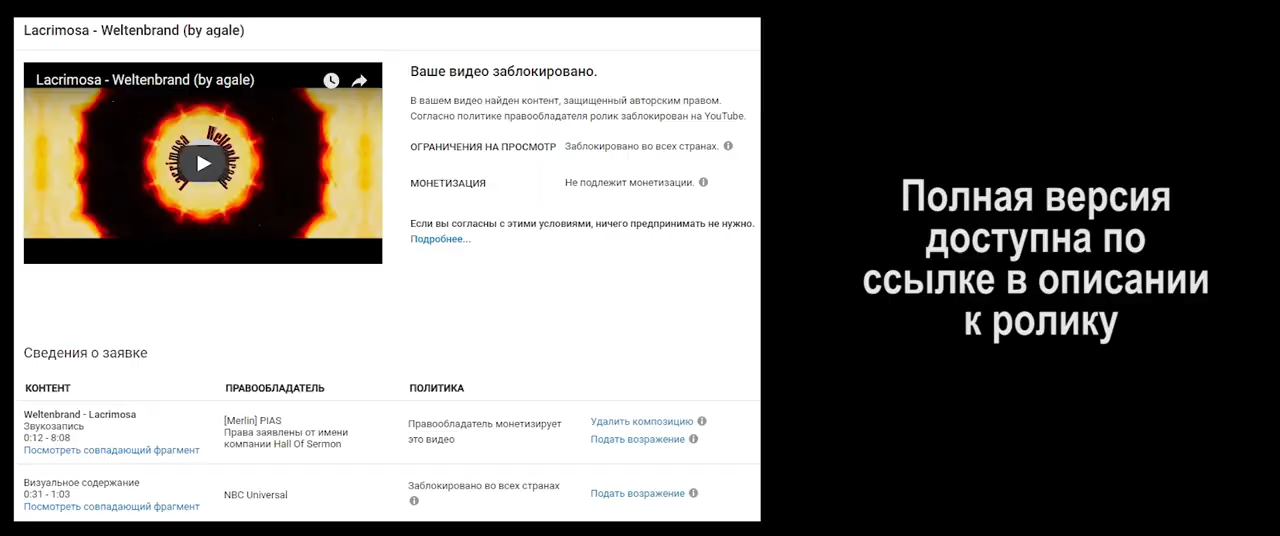 Lacrimosa - Weltenbrand (by agale)
Lacrimosa - Weltenbrand (by agale)
Lacrimosa Weltenbrand
Ваше видео заблокировано.
В вашем видео найден контент, защищенный авторским правом.
Согласно политике правообладателя ролик заблокирован на YouTube.
ОГРАНИЧЕНИЯ НА ПРОСМОТР Заблокировано во всех странах.
МОНЕТИЗАЦИЯ Не подлежит монетизации.
Если вы согласны с этими условиями, ничего предпринимать не нужно.
Подробнее...
Сведения о заявке
КОНТЕНТ ПРАВООБЛАДАТЕЛЬ ПОЛИТИКА
Weltenbrand - Lacrimosa
Звукозапись
0:12 - 8:08
Посмотреть совпадающий фрагмент
[Merlin] PIAS
Права заявлены от имени
компании Hall Of Sermon
Правообладатель монетизирует
это видео
Удалить композицию
Подать возражение
Визуальное содержание
0:31 - 1:03
Посмотреть совпадающий фрагмент
NBC Universal
Заблокировано во всех странах
Подать возражение
Полная версия
доступна по
ссылке в описании
к ролику